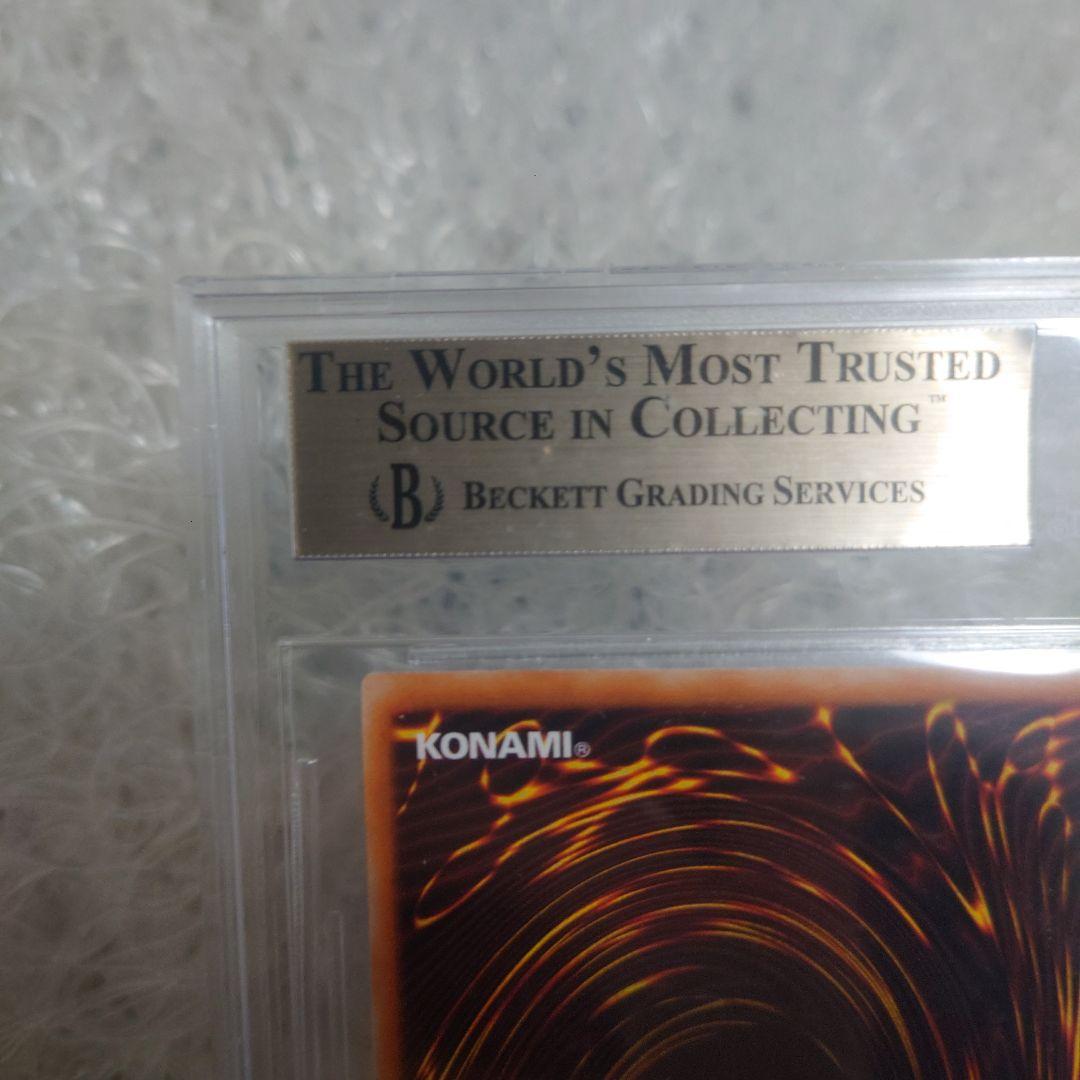 THE WORLD'S MOST TRUSTED
SOURCE IN COLLECTING™
B BECKETT GRADING SERVICES
KONAMI®